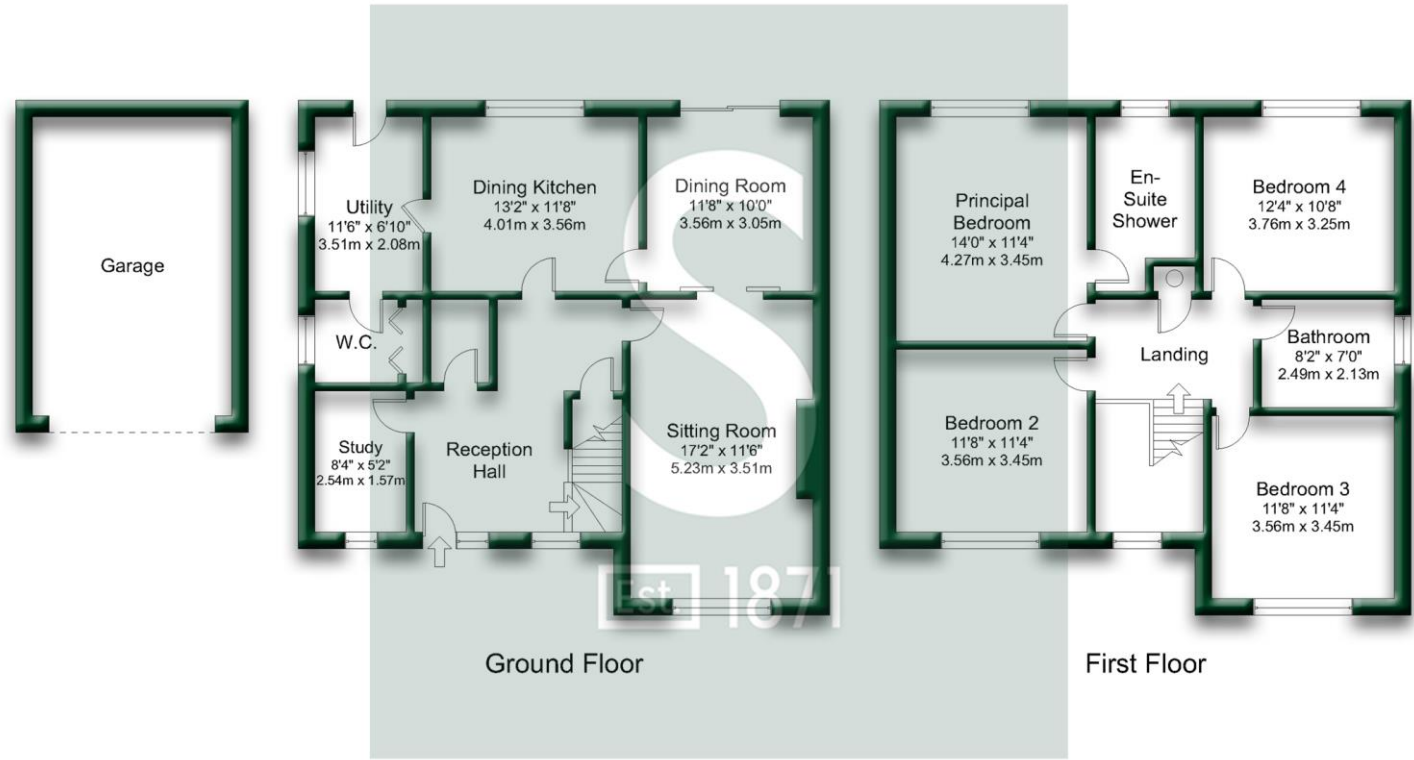 Garage
Utility
11'6" x 6'10"
3.51m x 2.08m
Dining Kitchen
13'2" x 11'8"
4.01m x 3.56m
Dining Room
11'8" x 10'0"
3.56m x 3.05m
W.C.
Study
8'4" x 5'2"
2.54m x 1.57m
Reception
Hall
Sitting Room
17'2" x 11'6"
5.23m x 3.51m
S
Est. 1871
Ground Floor
Principal
Bedroom
14'0" x 11'4"
4.27m x 3.45m
En-
Suite
Shower
Bedroom 4
12'4" x 10'8"
3.76m x 3.25m
Landing
Bathroom
8'2" x 7'0"
2.49m x 2.13m
Bedroom 2
11'8" x 11'4"
3.56m x 3.45m
Bedroom 3
11'8" x 11'4"
3.56m x 3.45m
First Floor